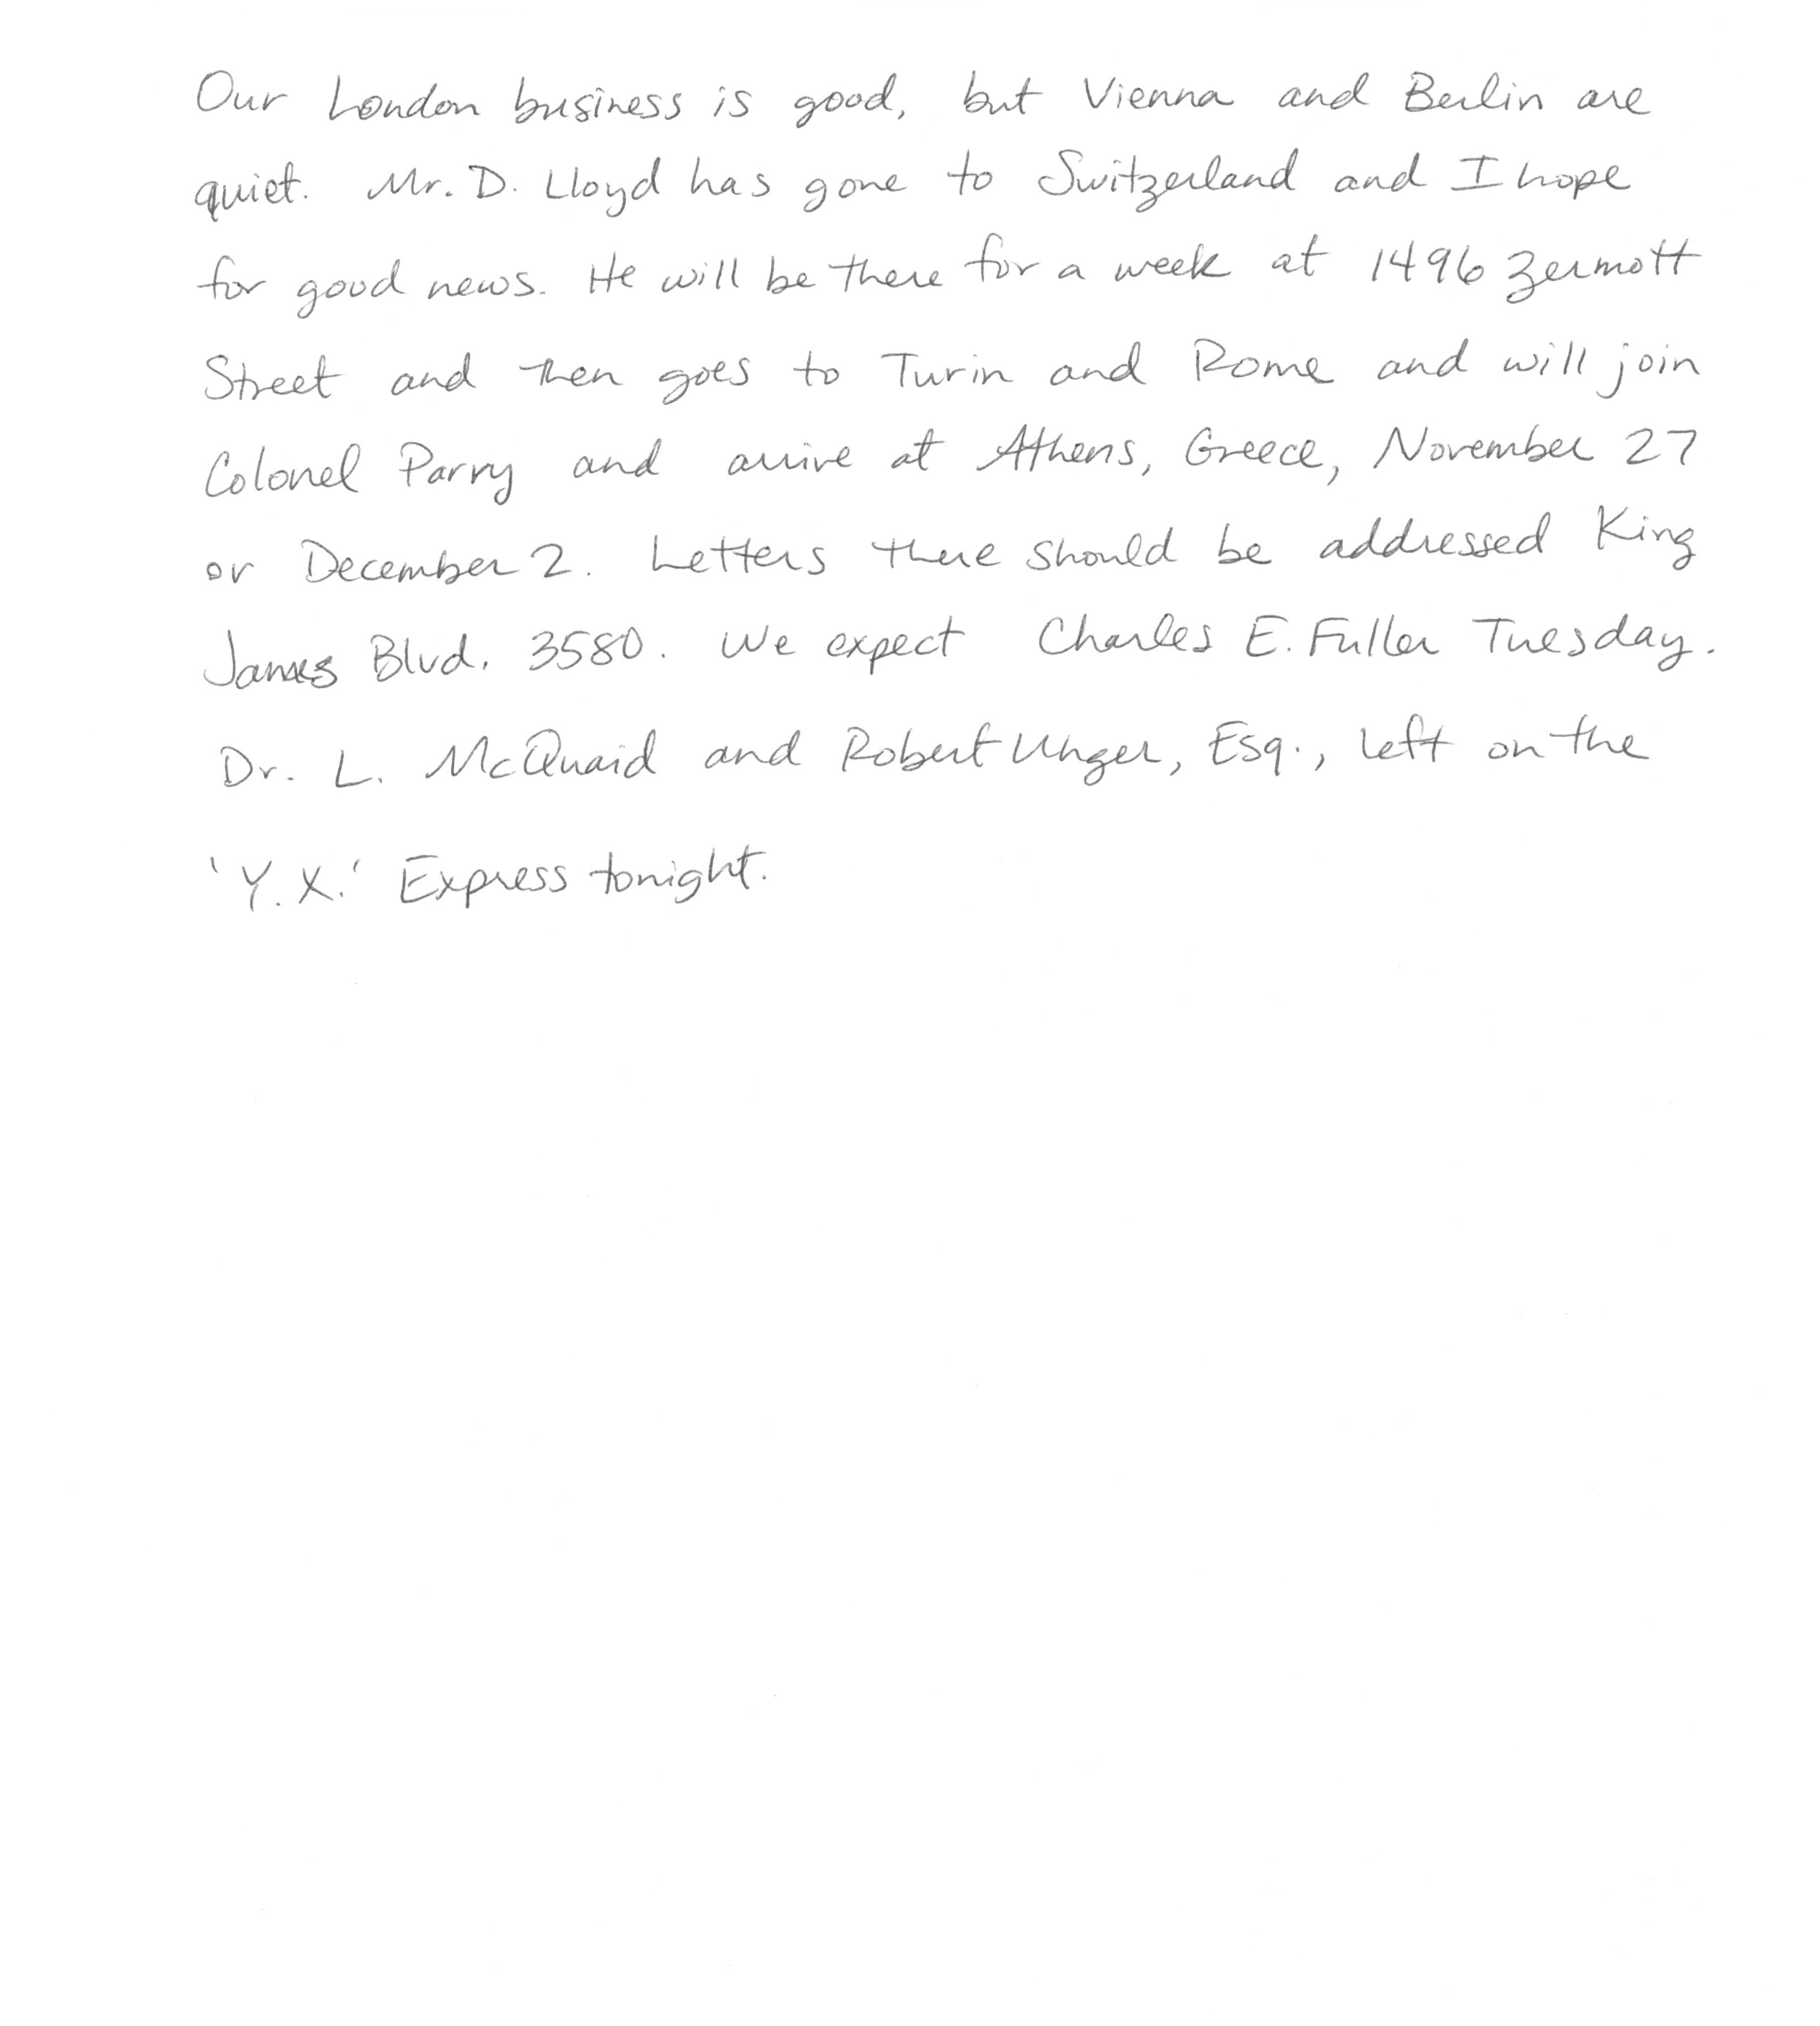 Our London business is good, but Vienna and Berlin are
quiet. Mr. D. Lloyd has gone to Switzerland and I hope
for good news. He will be there for a week at 1496 Zermott
Street and then goes to Turin and Rome and will join
Colonel Parry and arrive at Athens, Greece, November 27
or December 2. Letters there should be addressed King
James Blvd. 3580. We expect Charles E. Fuller Tuesday.
Dr. L. McQuaid and Robert Unger, Esq., left on the
'Y.X.' Express tonight.